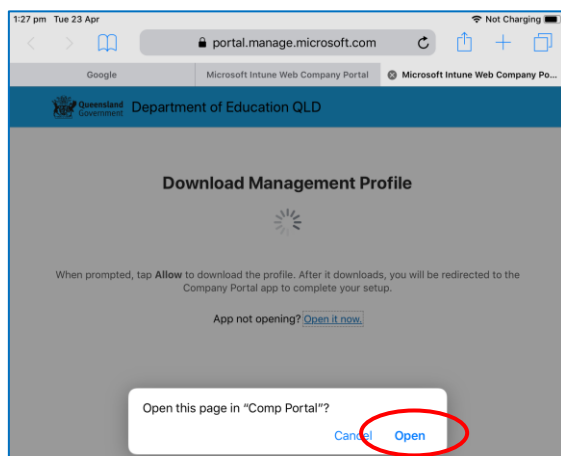 1:27 pm Tue 23 Apr Not Charging
portal.manage.microsoft.com
Google Microsoft Intune Web Company Portal Microsoft Intune Web Company Po...
Queensland
Government
Department of Education QLD
Download Management Profile
When prompted, tap Allow to download the profile. After it downloads, you will be redirected to the
Company Portal app to complete your setup.
App not opening? Open it now.
Open this page in “Comp Portal”?
Cancel Open